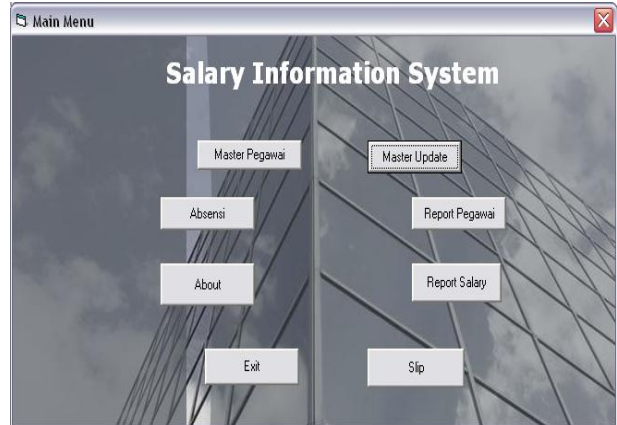 Main Menu
Salary Information System
Master Pegawai
Master Update
Absensi
Report Pegawai
About
Report Salary
Exit
Slip